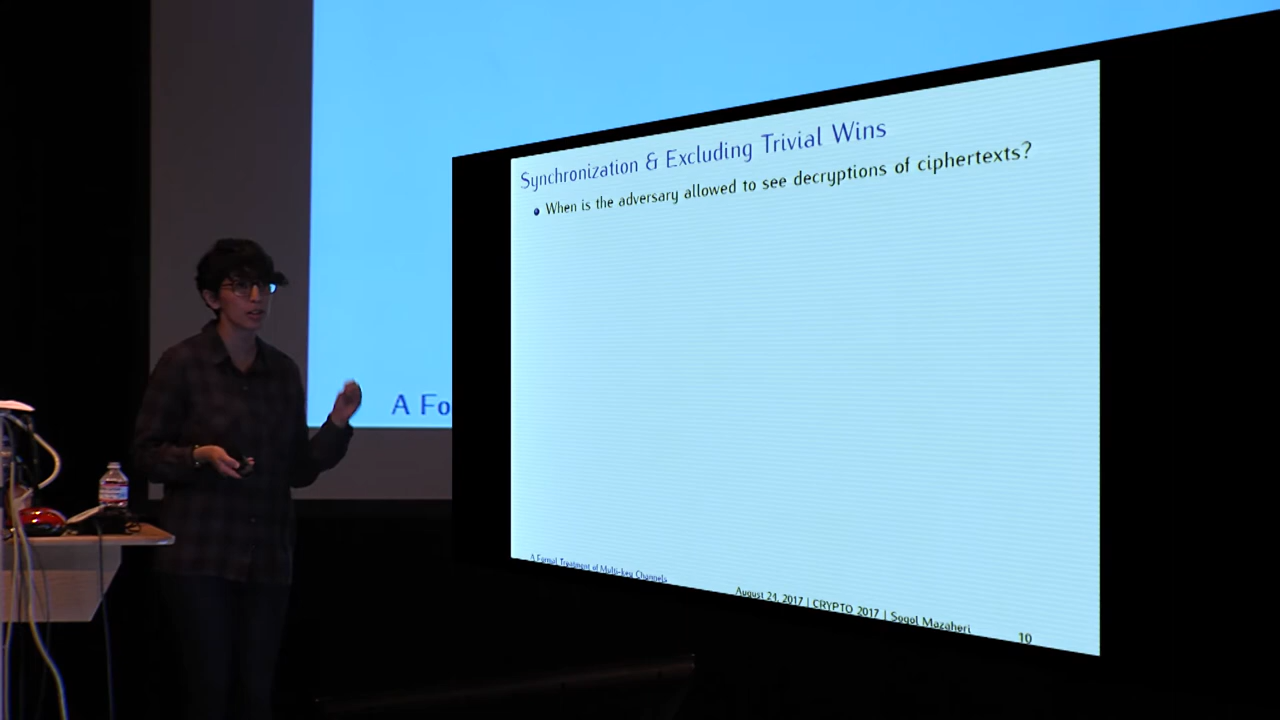 Synchronization & Excluding Trivial Wins
When is the adversary allowed to see decryptions of ciphertexts?
A Fo
A Formal Treatment of Multi-key Channels
August 24, 2017 | CRYPTO 2017 | Sogol Mazaheri
10